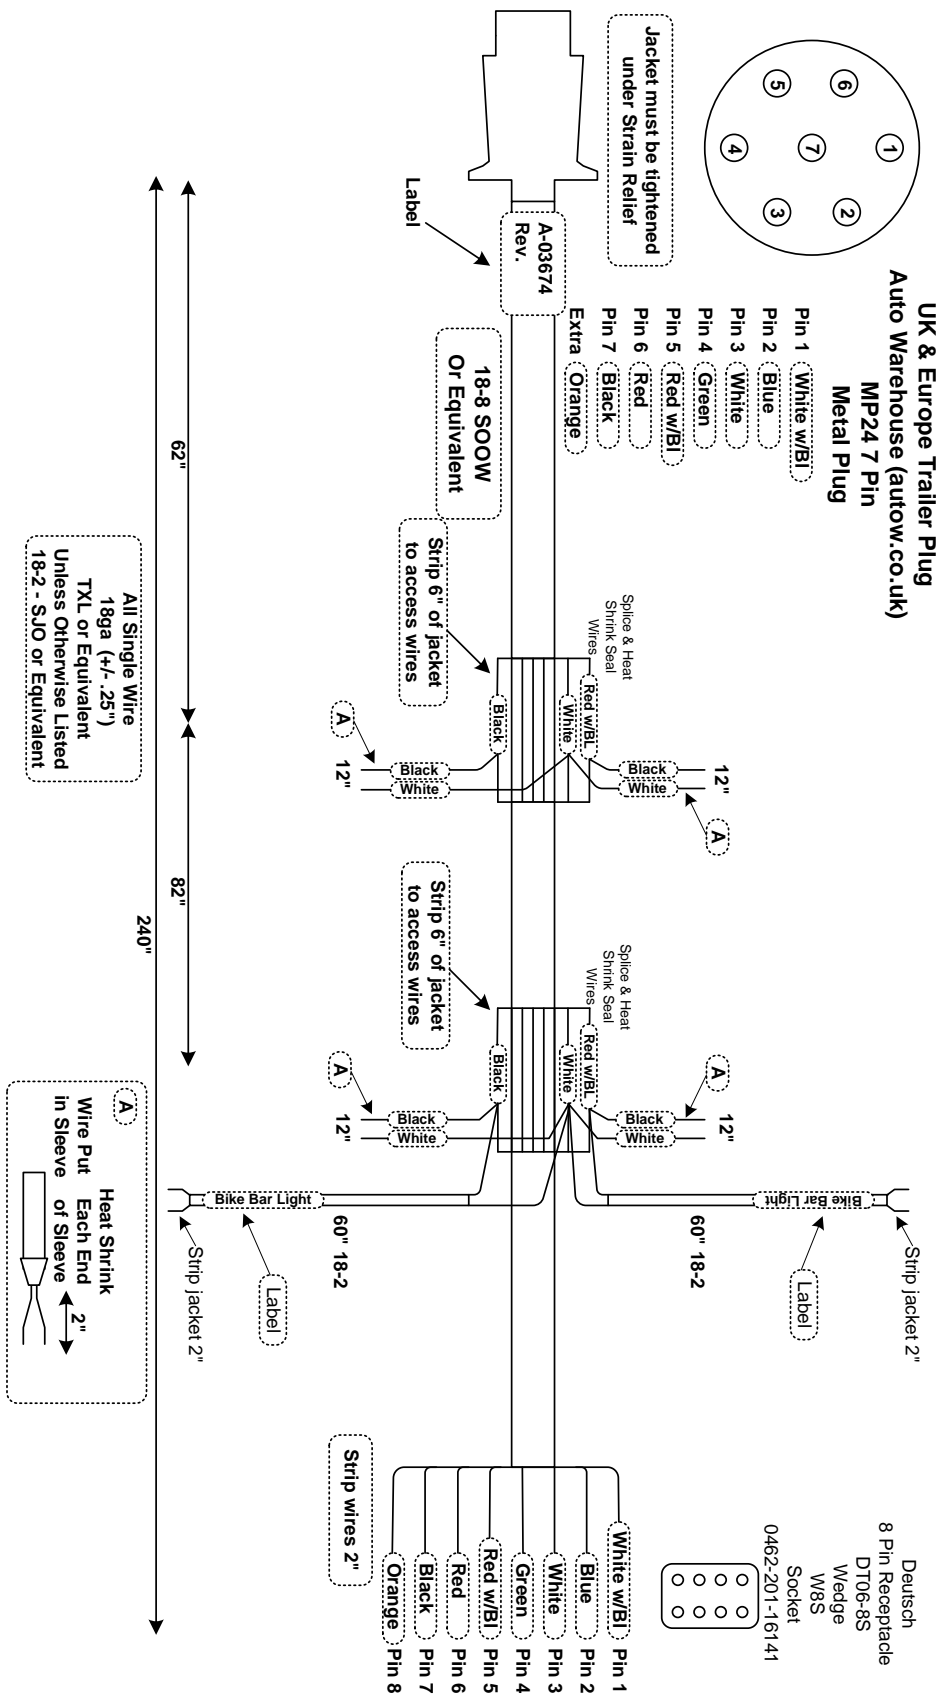 UK & Europe Trailer Plug
Auto Warehouse (autow.co.uk)
MP24 7 Pin
Metal Plug
1
2
3
4
5
6
7
Jacket must be tightened
under Strain Relief
Pin 1 White w/Bl
Pin 2 Blue
Pin 3 White
Pin 4 Green
Pin 5 Red w/Bl
Pin 6 Red
Pin 7 Black
Extra Orange
A-03674
Rev.
Label
18-8 SOOW
Or Equivalent
Splice & Heat
Shrink Seal
Wires
Strip 6" of jacket
to access wires
Red w/BL
White
Black
Black
White
12"
A
Black
White
12"
A
Splice & Heat
Shrink Seal
Wires
Strip 6" of jacket
to access wires
Red w/BL
White
Black
Black
White
12"
A
Black
White
12"
A
Bike Bar Light
60" 18-2
Label
Strip jacket 2"
Bike Bar Light
60" 18-2
Label
Strip jacket 2"
Deutsch
8 Pin Receptacle
DT06-8S
Wedge
W8S
Socket
0462-201-16141
White w/Bl Pin 1
Blue Pin 2
White Pin 3
Green Pin 4
Red w/Bl Pin 5
Red Pin 6
Black Pin 7
Orange Pin 8
Strip wires 2"
62"
82"
240"
All Single Wire
18ga (+/- .25")
TXL or Equivalent
Unless Otherwise Listed
18-2 - SJO or Equivalent
A
Heat Shrink
Wire Put Each End
in Sleeve of Sleeve
2"